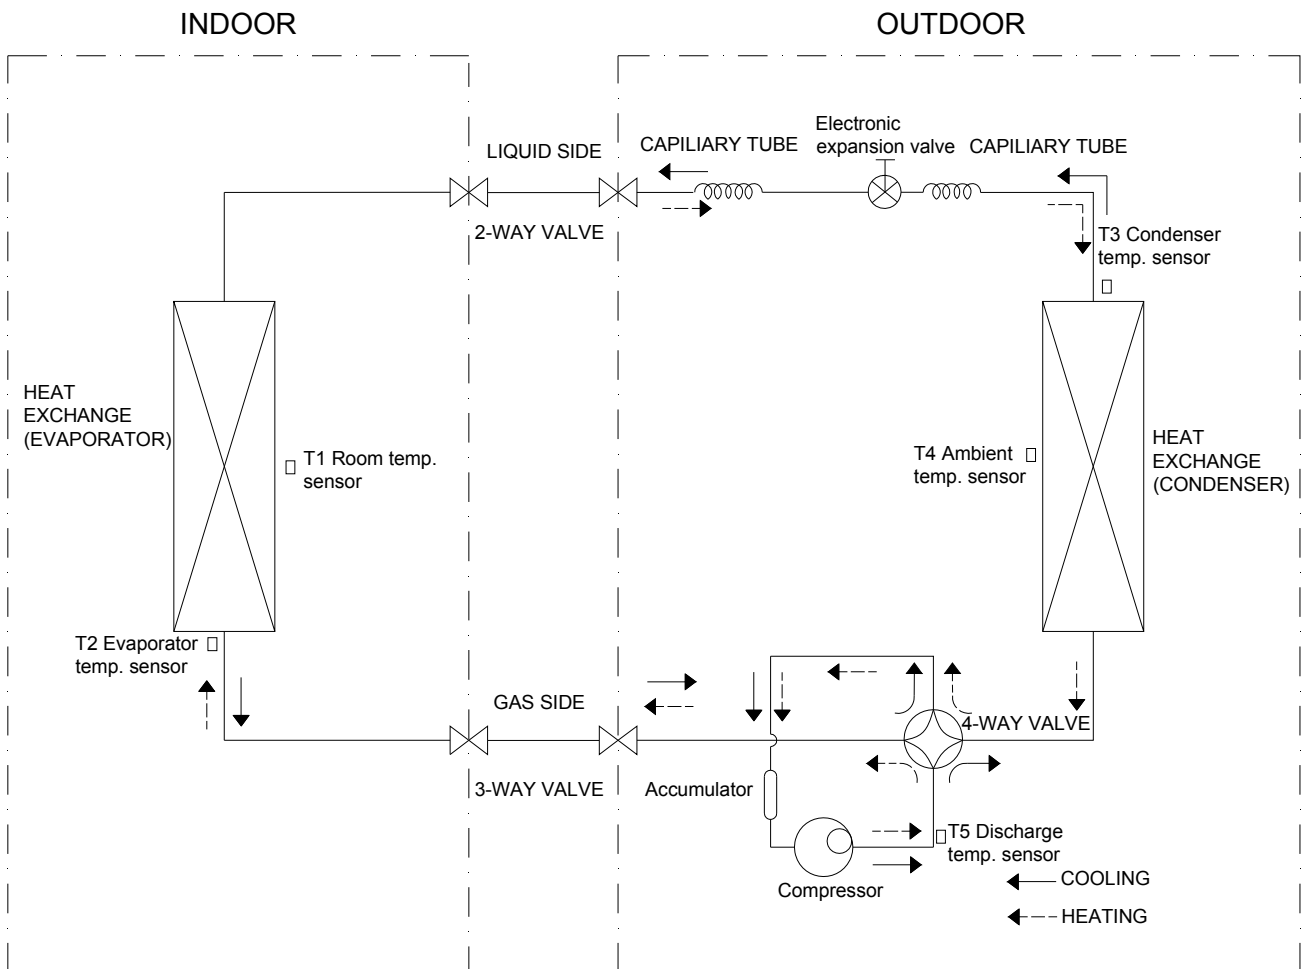 INDOOR
OUTDOOR
LIQUID SIDE
CAPILIARY TUBE
Electronic
expansion valve
CAPILIARY TUBE
2-WAY VALVE
T3 Condenser
temp. sensor
HEAT
EXCHANGE
(EVAPORATOR)
T1 Room temp.
sensor
T4 Ambient
temp. sensor
HEAT
EXCHANGE
(CONDENSER)
T2 Evaporator
temp. sensor
GAS SIDE
4-WAY VALVE
3-WAY VALVE
Accumulator
T5 Discharge
temp. sensor
Compressor
COOLING
HEATING